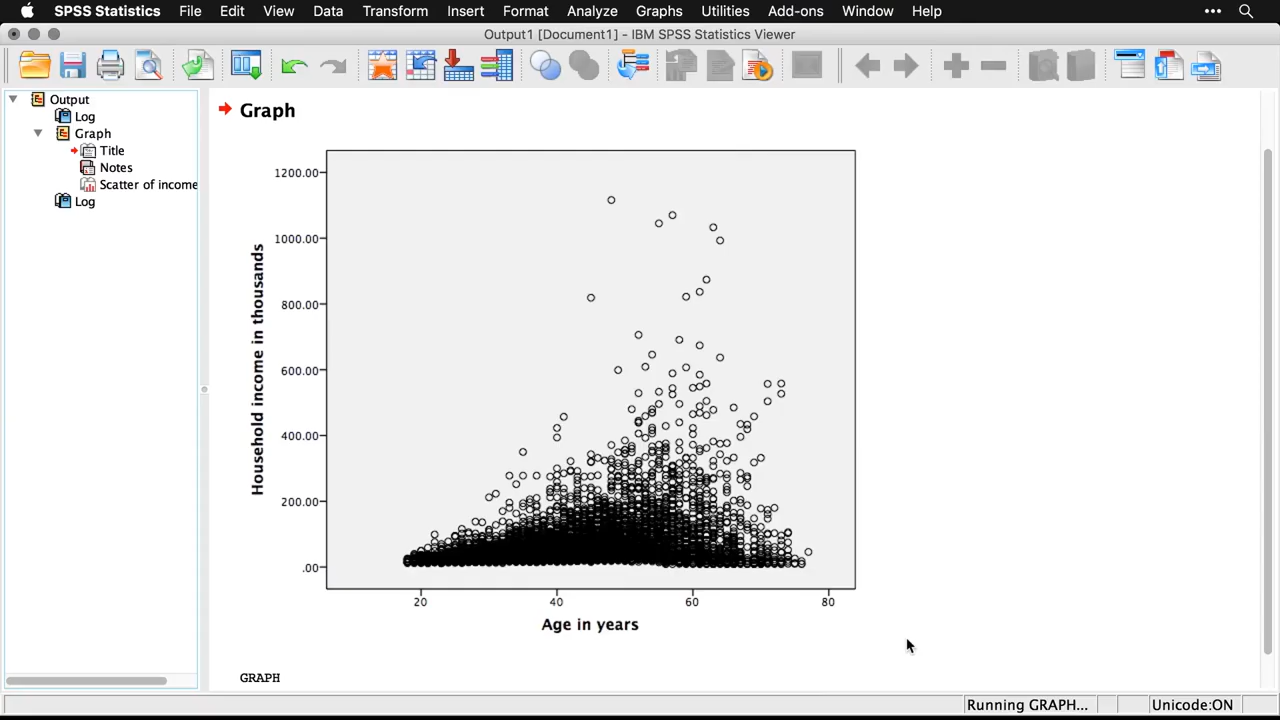 SPSS Statistics File Edit View Data Transform Insert Format Analyze Graphs Utilities Add-ons Window Help
Output1 [Document1] - IBM SPSS Statistics Viewer
Output
Log
Graph
Title
Notes
Scatter of income
Log
Graph
1200.00
1000.00
800.00
600.00
400.00
200.00
.00
Household income in thousands
20 40 60 80
Age in years
GRAPH
Running GRAPH... Unicode:ON